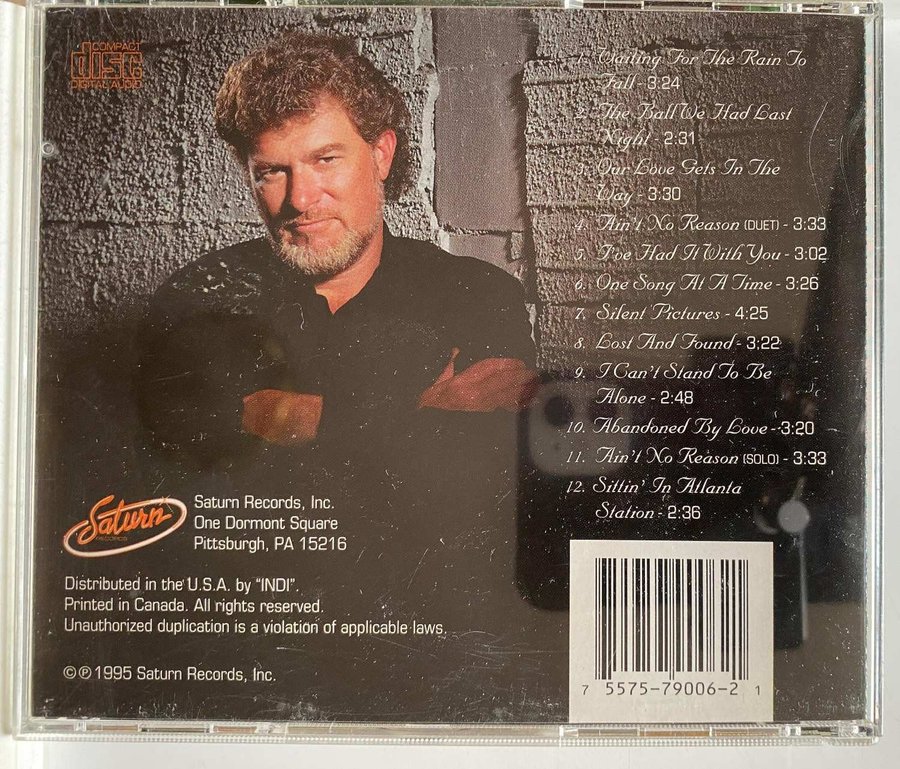 COMPACT
disc
DIGITAL AUDIO
1. Waiting For The Rain To
Fall - 3:24
2. The Ball We Had Last
Night - 2:31
3. Our Love Gets In The
Way - 3:30
4. Ain't No Reason (DUET) - 3:33
5. I've Had It With You - 3:02
6. One Song At A Time - 3:26
7. Silent Pictures - 4:25
8. Lost And Found - 3:22
9. I Can't Stand To Be
Alone - 2:48
10. Abandoned By Love - 3:20
11. Ain't No Reason (SOLO) - 3:33
12. Sittin' In Atlanta
Station - 2:36
Saturn
RECORDS
Saturn Records, Inc.
One Dormont Square
Pittsburgh, PA 15216
Distributed in the U.S.A. by "INDI".
Printed in Canada. All rights reserved.
Unauthorized duplication is a violation of applicable laws.
© ℗ 1995 Saturn Records, Inc.
7 5575-79006-2 1